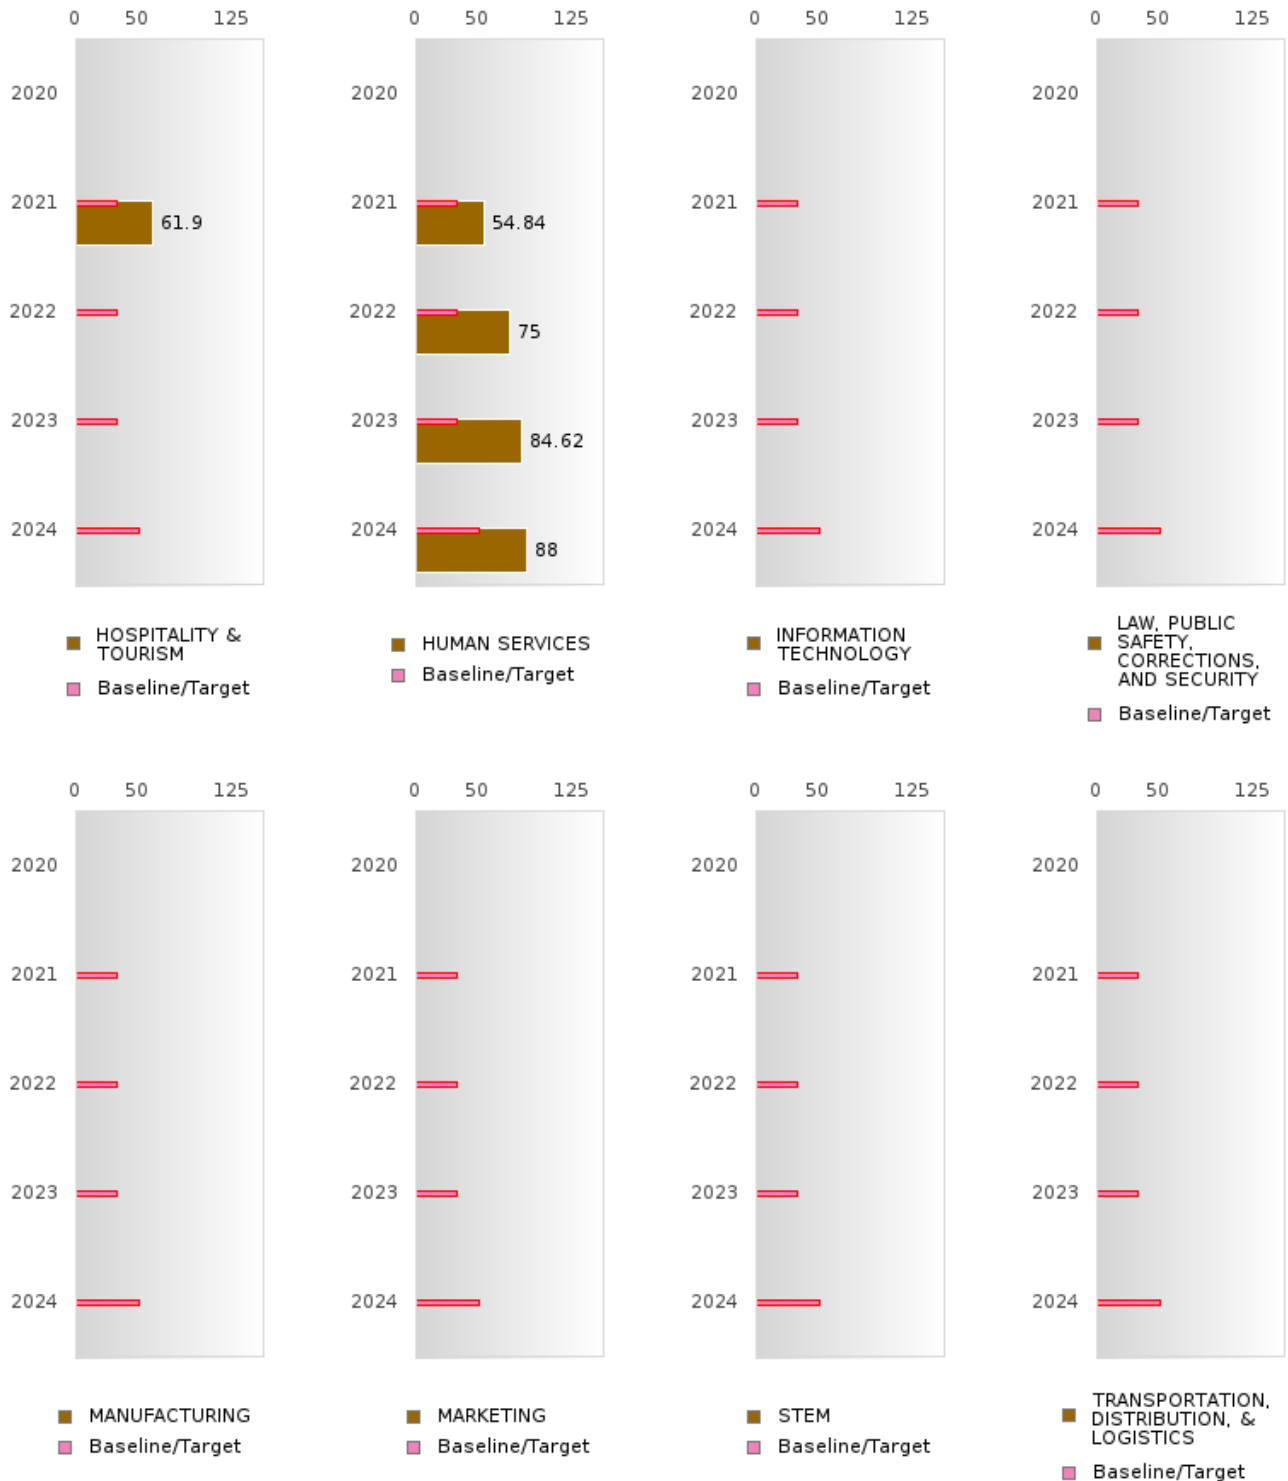 0 50 125
0 50 125
0 50 125
0 50 125
2020
2020
2020
2020
2021
61.9
2021
54.84
2021
2021
2022
2022
75
2022
2022
2023
2023
84.62
2023
2023
2024
2024
88
2024
2024
HOSPITALITY &
TOURISM
Baseline/Target
HUMAN SERVICES
Baseline/Target
INFORMATION
TECHNOLOGY
Baseline/Target
LAW, PUBLIC
SAFETY,
CORRECTIONS,
AND SECURITY
Baseline/Target
0 50 125
0 50 125
0 50 125
0 50 125
2020
2020
2020
2020
2021
2021
2021
2021
2022
2022
2022
2022
2023
2023
2023
2023
2024
2024
2024
2024
MANUFACTURING
Baseline/Target
MARKETING
Baseline/Target
STEM
Baseline/Target
TRANSPORTATION,
DISTRIBUTION, &
LOGISTICS
Baseline/Target